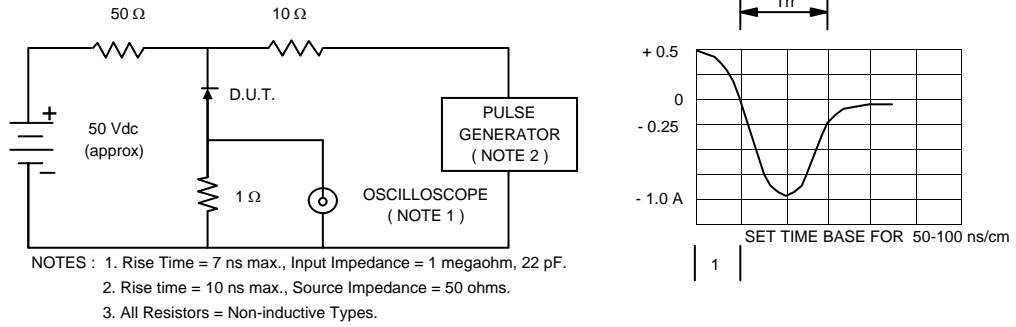 50 Ω
10 Ω
D.U.T.
+
50 Vdc
(approx)
−
1 Ω
OSCILLOSCOPE
( NOTE 1 )
PULSE
GENERATOR
( NOTE 2 )
NOTES : 1. Rise Time = 7 ns max., Input Impedance = 1 megaohm, 22 pF.
2. Rise time = 10 ns max., Source Impedance = 50 ohms.
3. All Resistors = Non-inductive Types.
Trr
+ 0.5
0
- 0.25
- 1.0 A
SET TIME BASE FOR 50-100 ns/cm
1